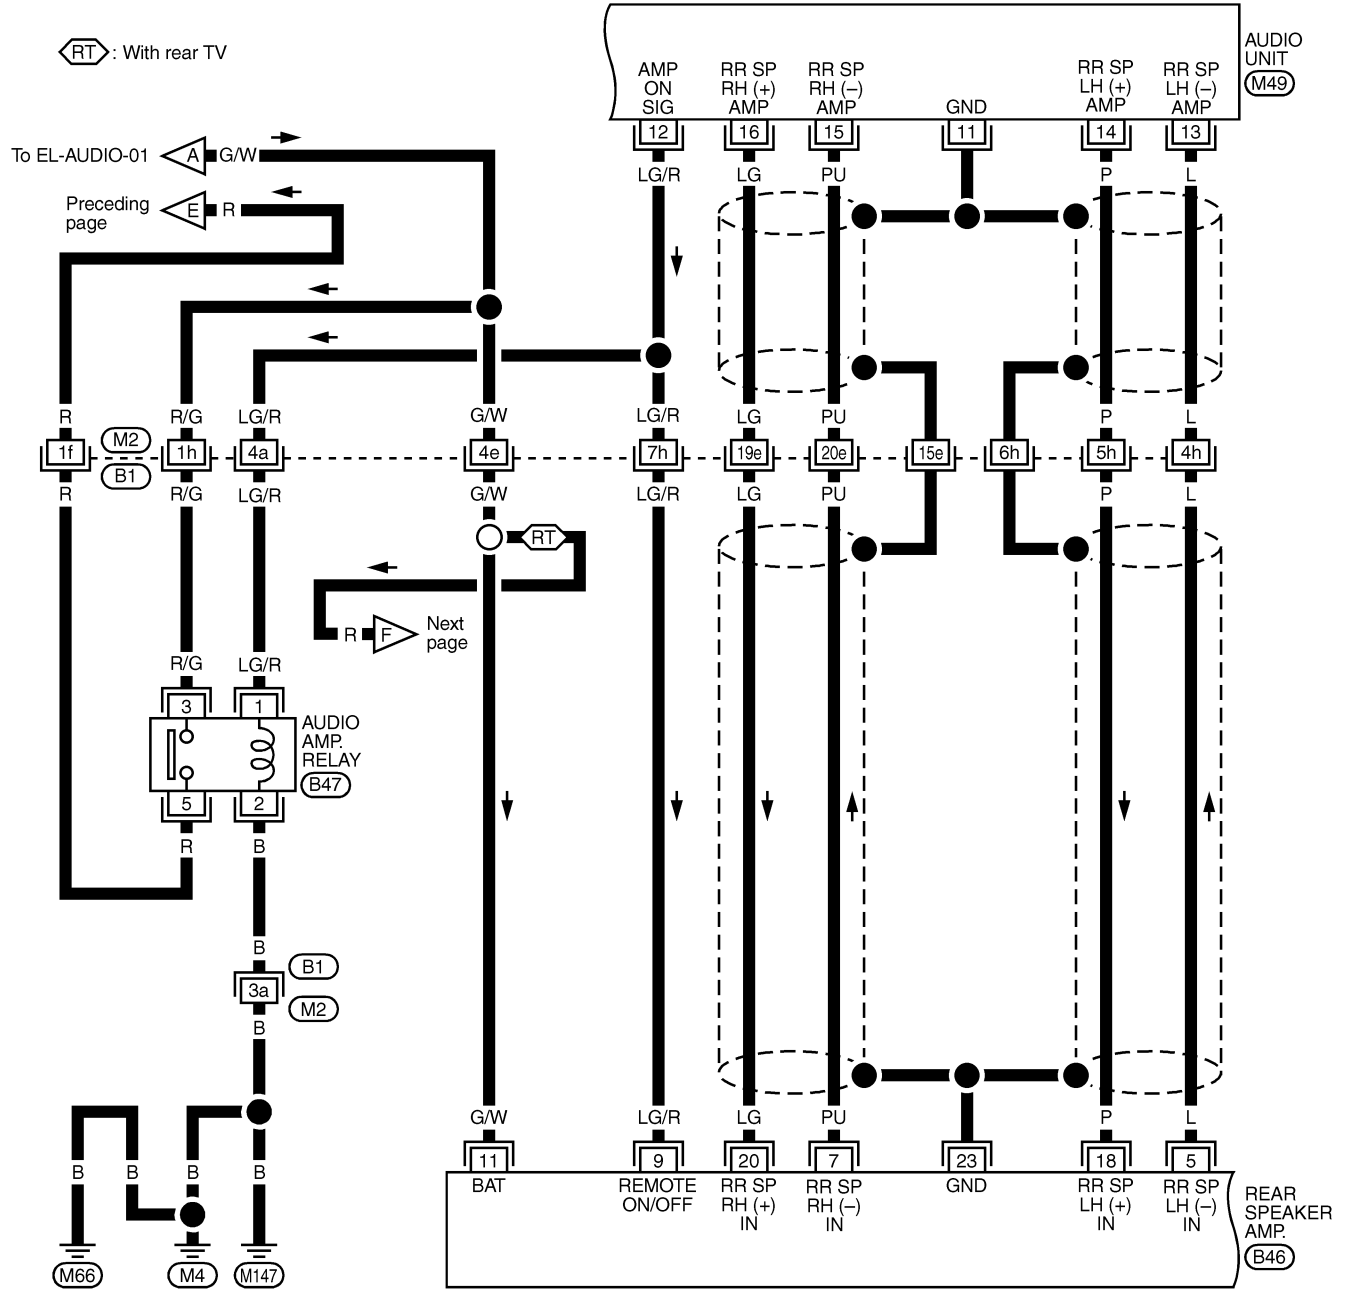 RT : With rear TV
AUDIO
UNIT
M49
AMP
ON
SIG
RR SP
RH (+)
AMP
RR SP
RH (–)
AMP
GND
RR SP
LH (+)
AMP
RR SP
LH (–)
AMP
12 16 15 11 14 13
LG/R LG PU P L
To EL-AUDIO-01 A G/W
Preceding
page
E R
R R/G LG/R G/W LG/R LG PU P L
1f M2 1h 4a 4e 7h 19e 20e 15e 6h 5h 4h
B1
R R/G LG/R G/W LG/R LG PU P L
RT
R F
Next
page
R/G LG/R
3 1
AUDIO
AMP.
RELAY
B47
5 2
R B
B
B1
3a
M2
B
G/W LG/R LG PU P L
11 9 20 7 23 18 5
BAT
REMOTE
ON/OFF
RR SP
RH (+)
IN
RR SP
RH (–)
IN
GND
RR SP
LH (+)
IN
RR SP
LH (–)
IN
REAR
SPEAKER
AMP.
B46
B B B B
M66 M4 M147